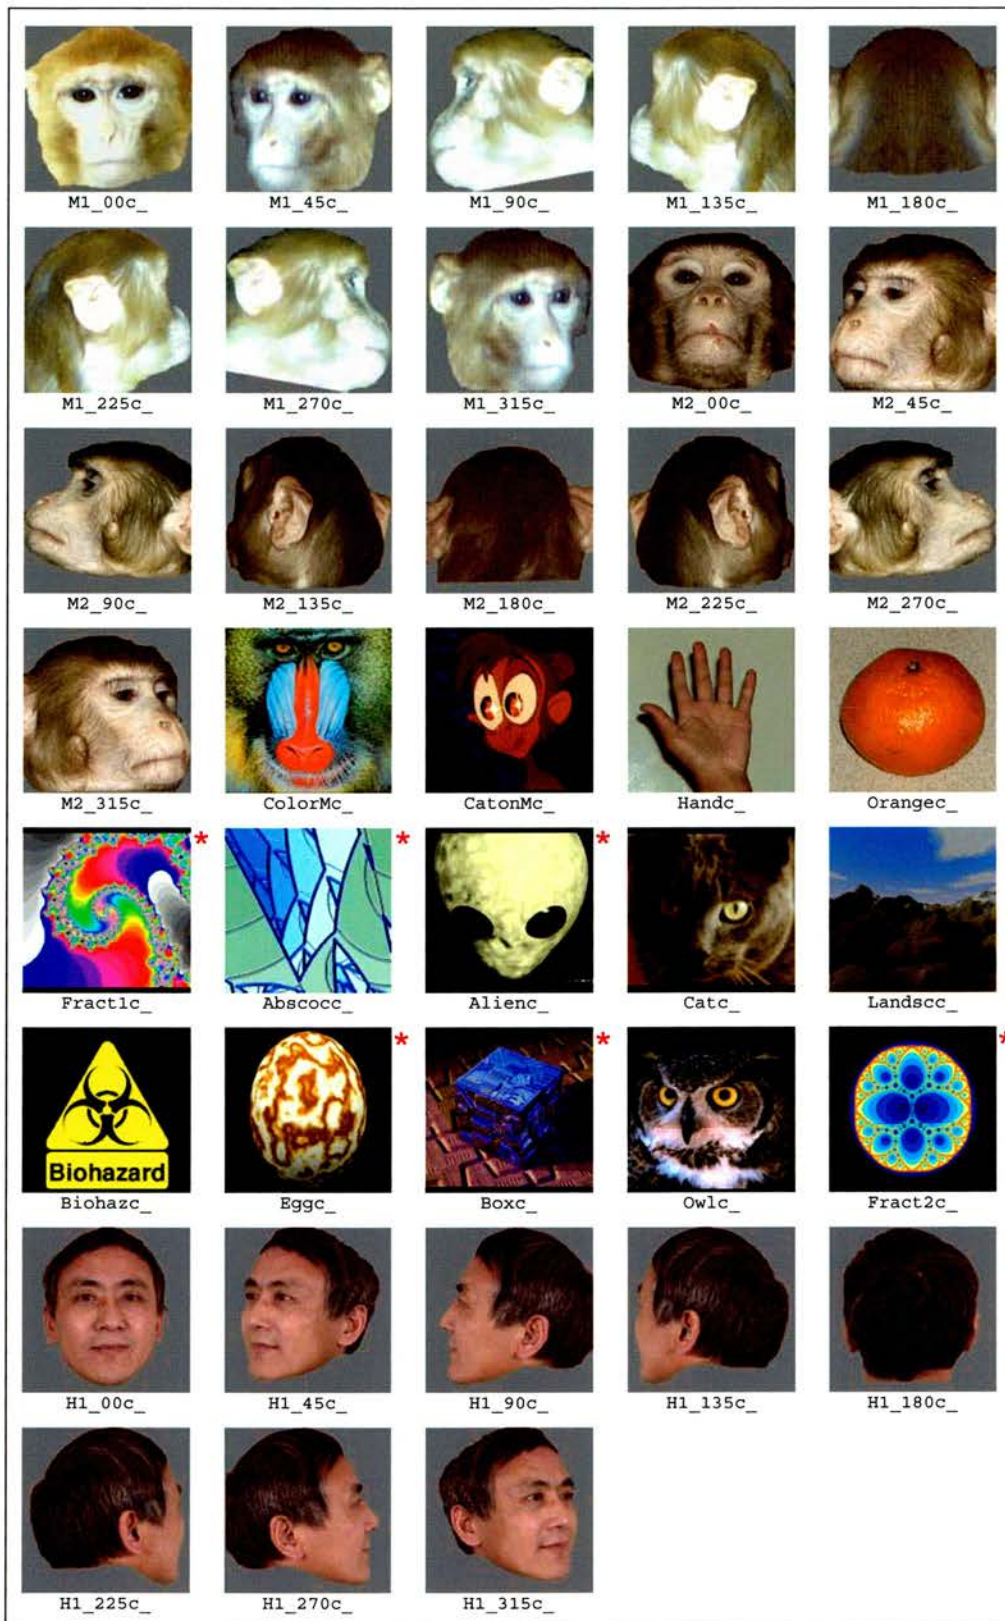 M1_00c_ M1_45c_ M1_90c_ M1_135c_ M1_180c_
M1_225c_ M1_270c_ M1_315c_ M2_00c_ M2_45c_
M2_90c_ M2_135c_ M2_180c_ M2_225c_ M2_270c_
M2_315c_ ColorMc_ CatonMc_ Handc_ Orangec_
* * *
Fract1c_ Abscocc_ Alienc_ Catc_ Landscc_
* * *
Biohazard
Biohazc_ Eggc_ Boxc_ Owlc_ Fract2c_
H1_00c_ H1_45c_ H1_90c_ H1_135c_ H1_180c_
H1_225c_ H1_270c_ H1_315c_